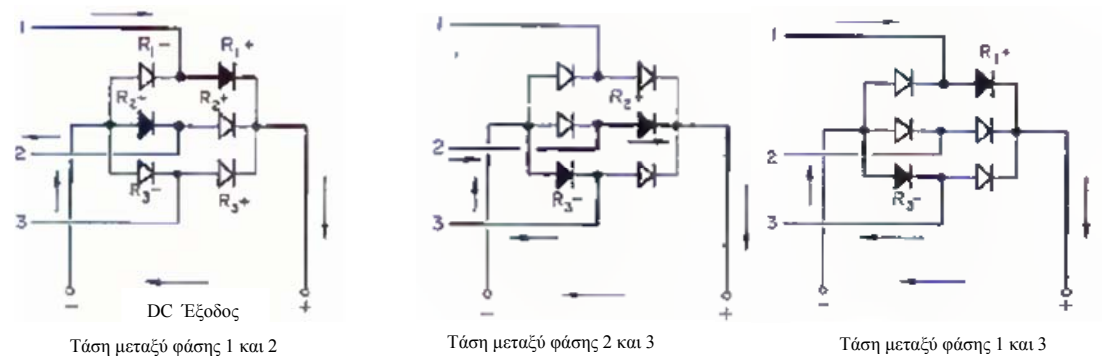 1
R₁- R₁+
R₂+ R₂+
2
R₃- R₃+
3
- +
DC Έξοδος
Τάση μεταξύ φάσης 1 και 2
1
R₂+
2
R₃-
3
- +
Τάση μεταξύ φάσης 2 και 3
1
R₁+
2
R₃-
3
- +
Τάση μεταξύ φάσης 1 και 3